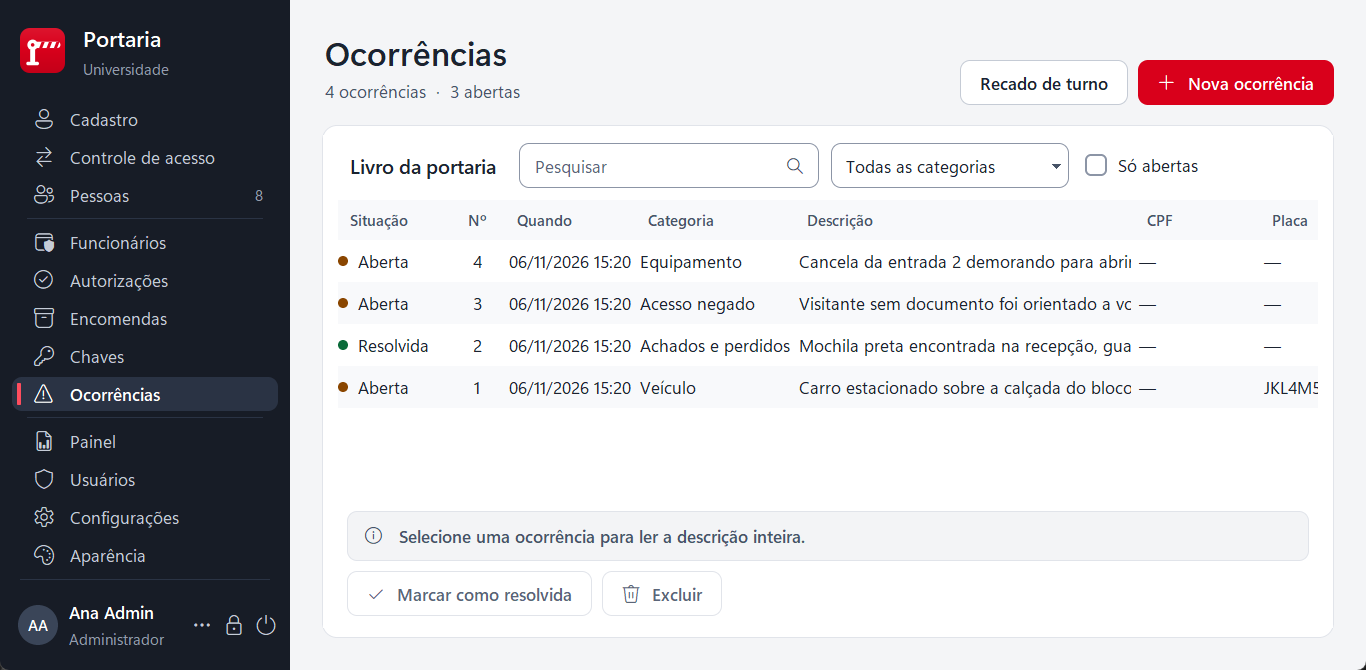 Portaria
Universidade
Cadastro
Controle de acesso
Pessoas 8
Funcionários
Autorizações
Encomendas
Chaves
Ocorrências
Painel
Usuários
Configurações
Aparência
AA
Ana Admin
Administrador
Ocorrências
4 ocorrências · 3 abertas
Recado de turno
Nova ocorrência
Livro da portaria
Pesquisar
Todas as categorias
Só abertas
Situação Nº Quando Categoria Descrição CPF Placa
Aberta 4 06/11/2026 15:20 Equipamento Cancela da entrada 2 demorando para abrir — —
Aberta 3 06/11/2026 15:20 Acesso negado Visitante sem documento foi orientado a vo — —
Resolvida 2 06/11/2026 15:20 Achados e perdidos Mochila preta encontrada na recepção, gua — —
Aberta 1 06/11/2026 15:20 Veículo Carro estacionado sobre a calçada do bloco — JKL4M5
Selecione uma ocorrência para ler a descrição inteira.
Marcar como resolvida
Excluir